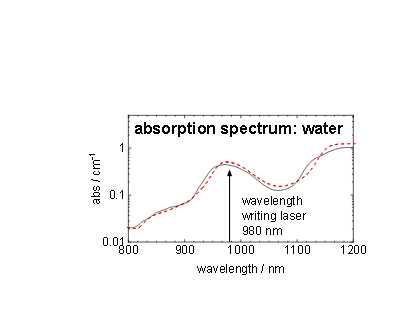 absorption spectrum: water
1
0.1
0.01
abs / cm-1
wavelength
writing laser
980 nm
800 900 1000 1100 1200
wavelength / nm